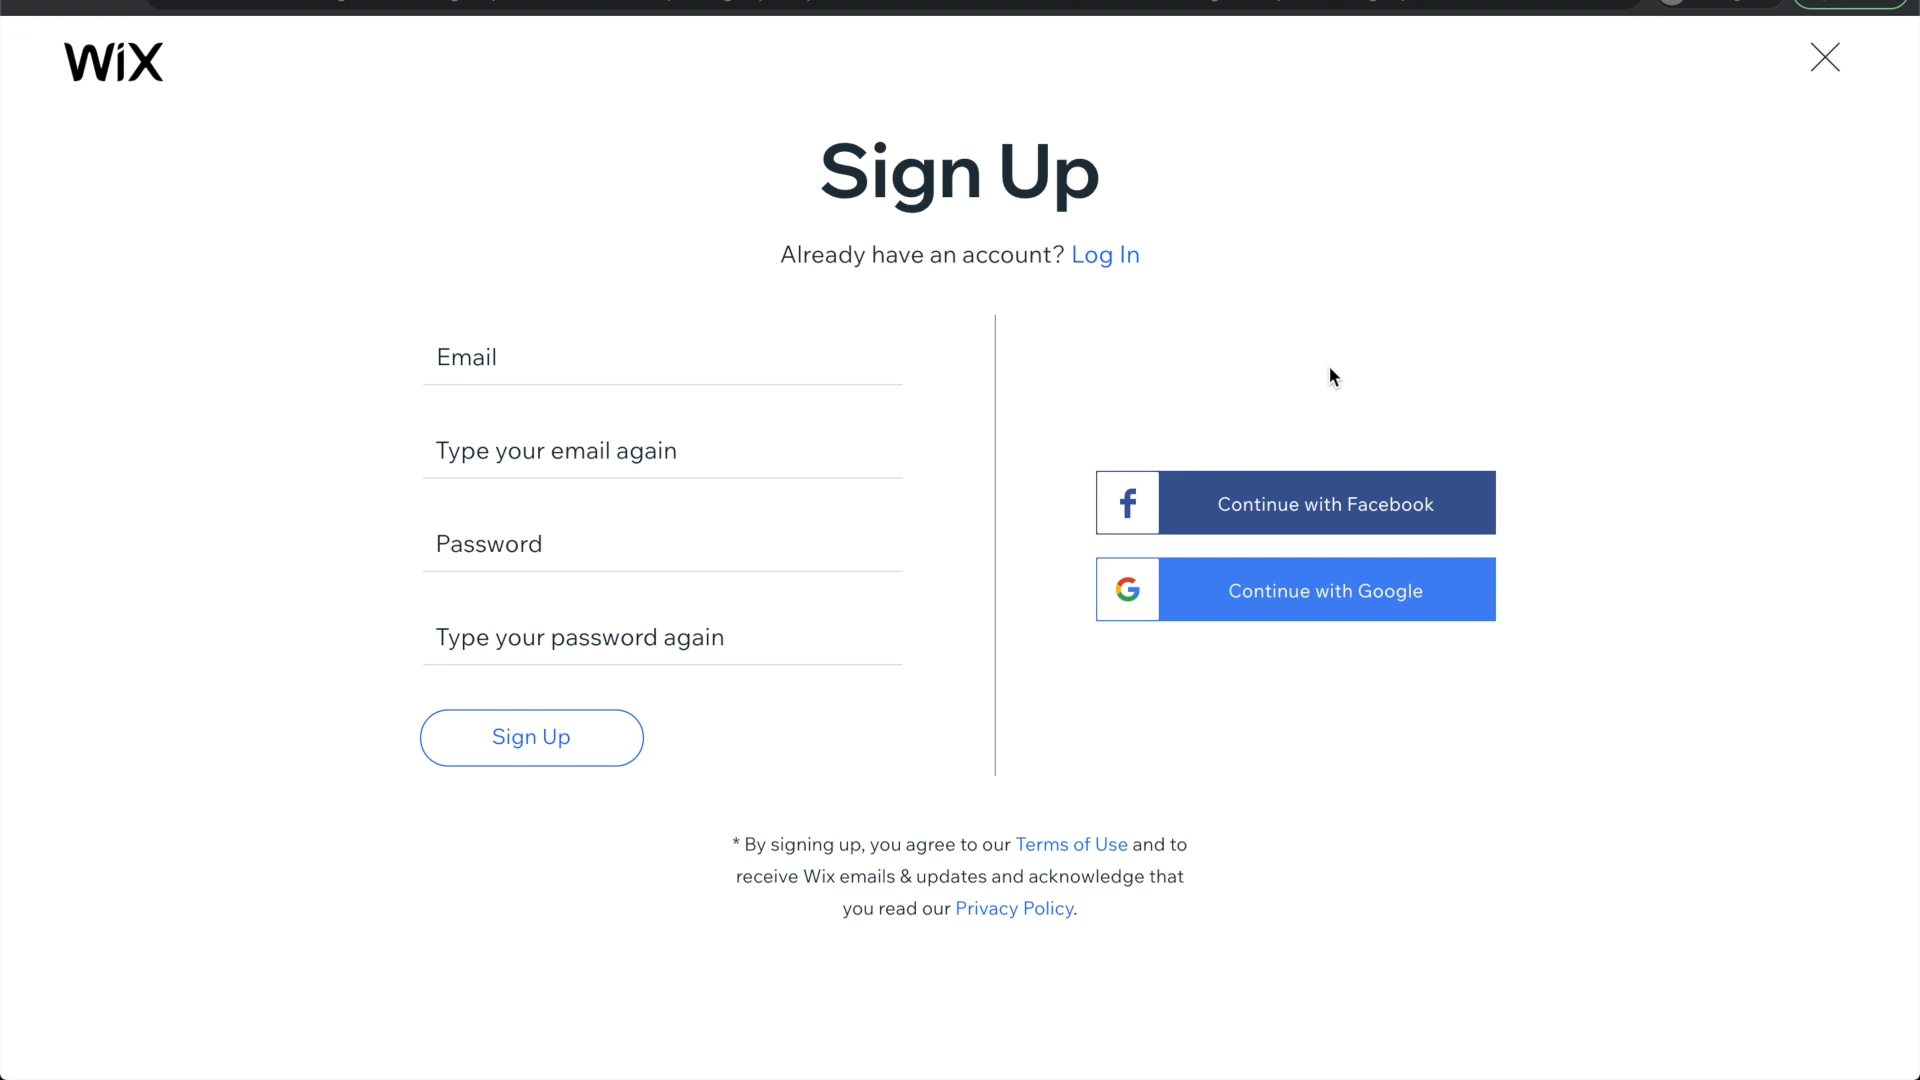 WiX
Sign Up
Already have an account? Log In
Email
Type your email again
Password
Type your password again
Sign Up
f
Continue with Facebook
G
Continue with Google
* By signing up, you agree to our Terms of Use and to
receive Wix emails & updates and acknowledge that
you read our Privacy Policy.